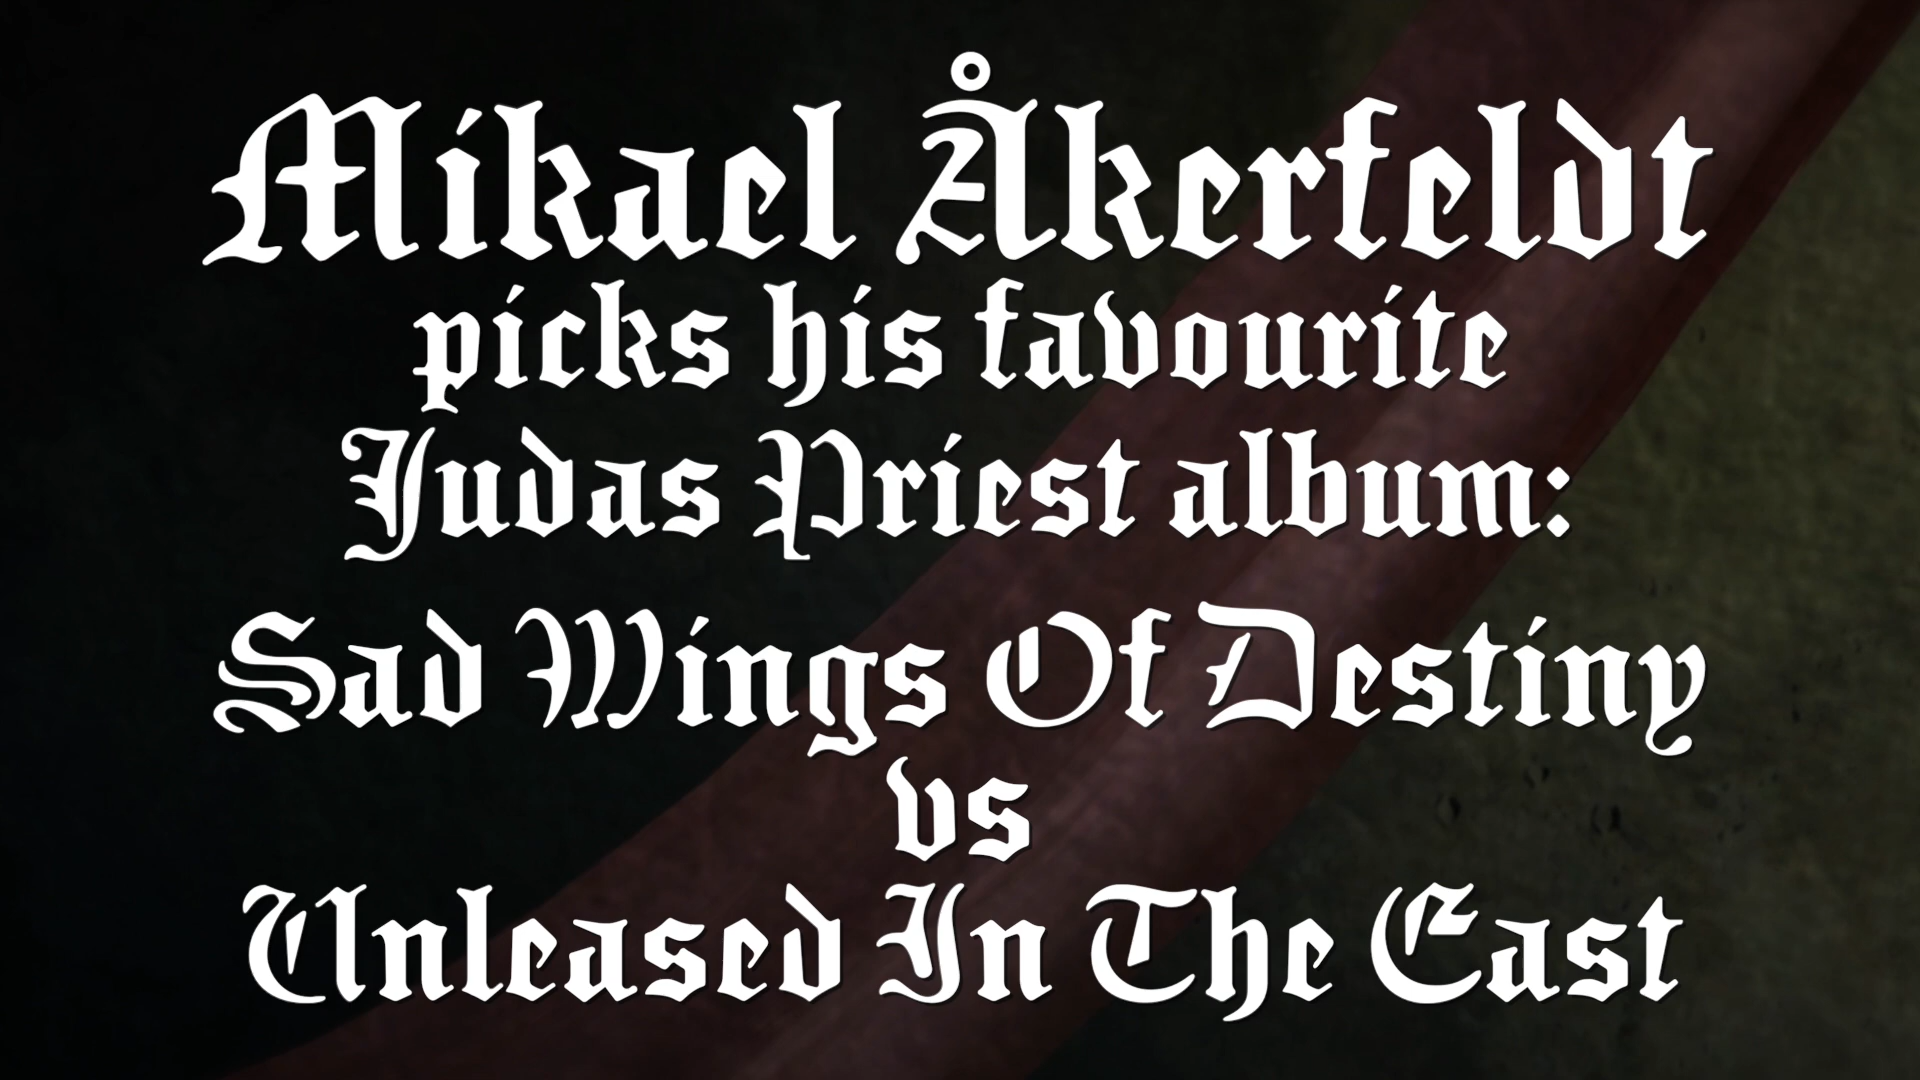 Mikael Åkerfeldt
picks his favourite
Judas Priest album:
Sad Wings Of Destiny
vs
Unleased In The East